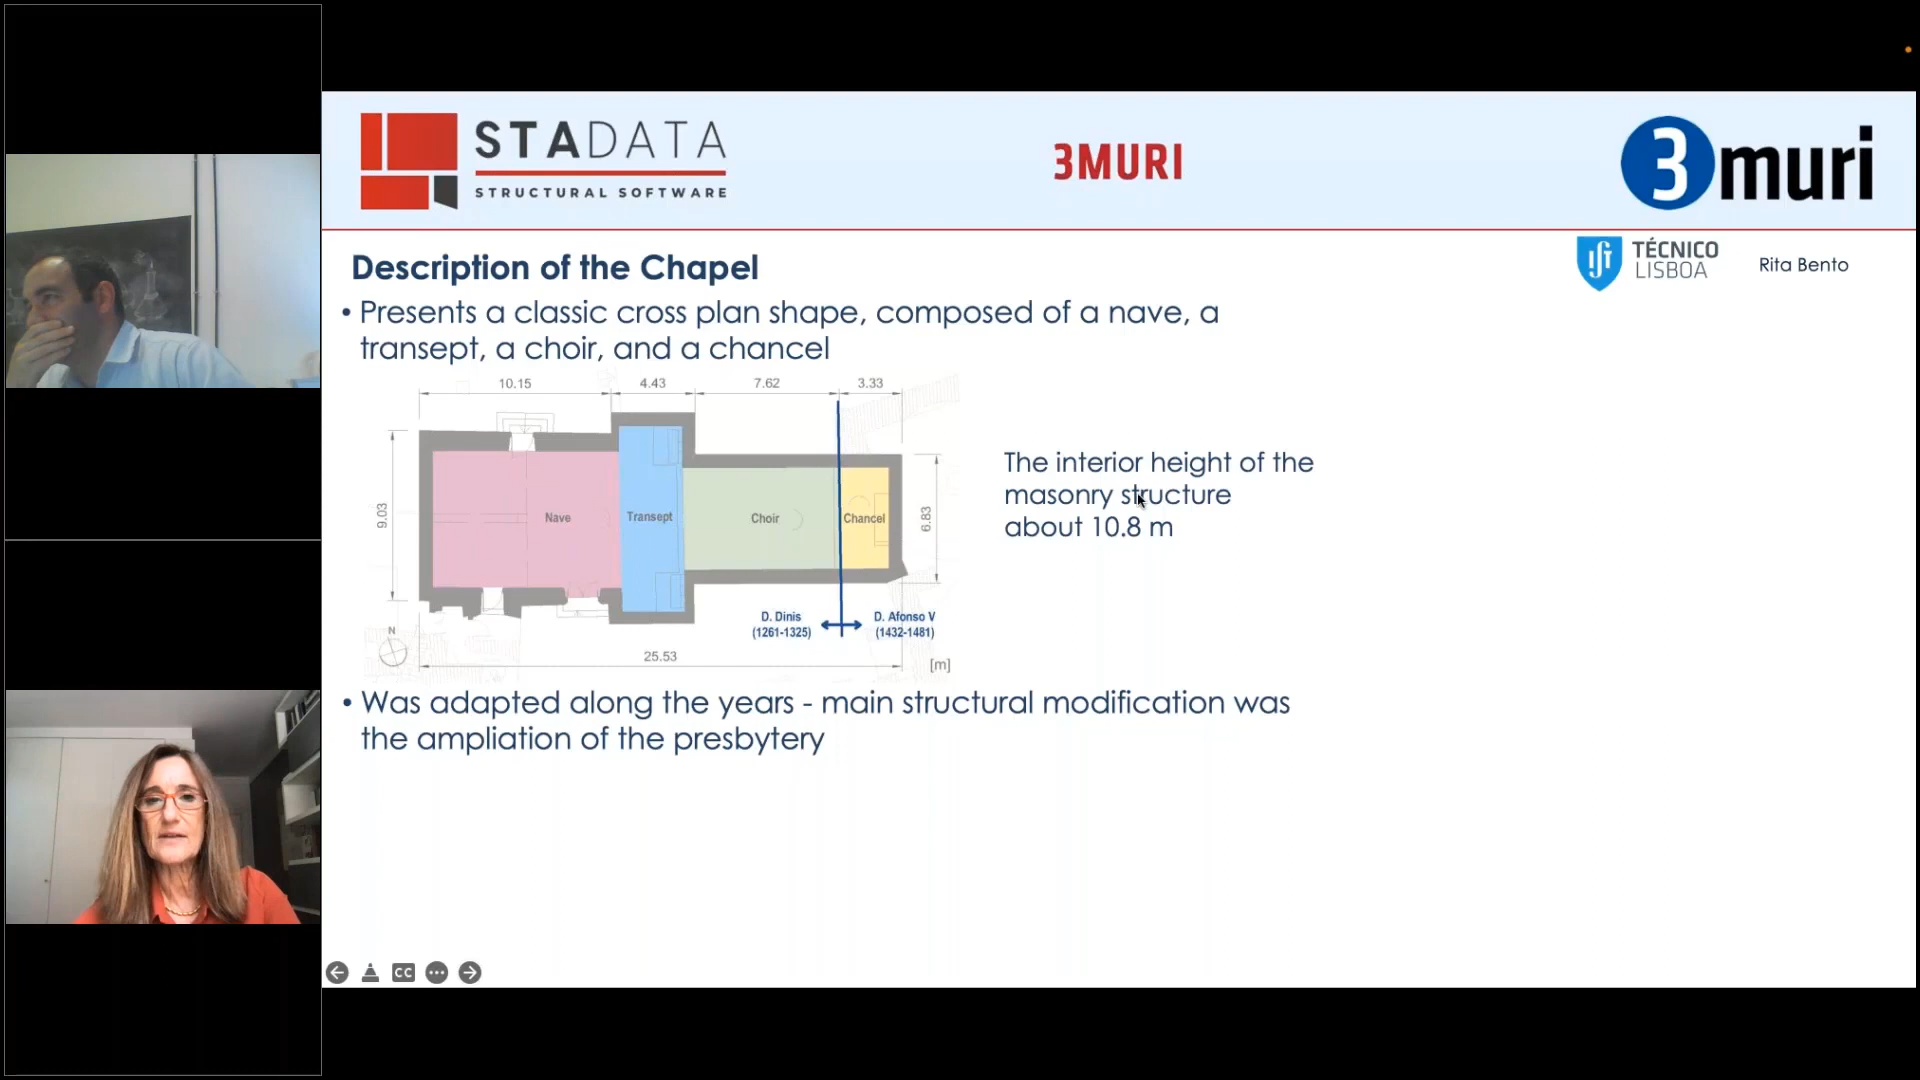 STADATA
STRUCTURAL SOFTWARE
3MURI
3muri
TÉCNICO
LISBOA
Rita Bento
Description of the Chapel
• Presents a classic cross plan shape, composed of a nave, a
transept, a choir, and a chancel
10.15 4.43 7.62 3.33
9.03
Nave Transept Choir Chancel
6.83
D. Dinis
(1261-1325)
D. Afonso V
(1432-1481)
N
25.53
[m]
The interior height of the
masonry structure
about 10.8 m
• Was adapted along the years - main structural modification was
the ampliation of the presbytery
CC